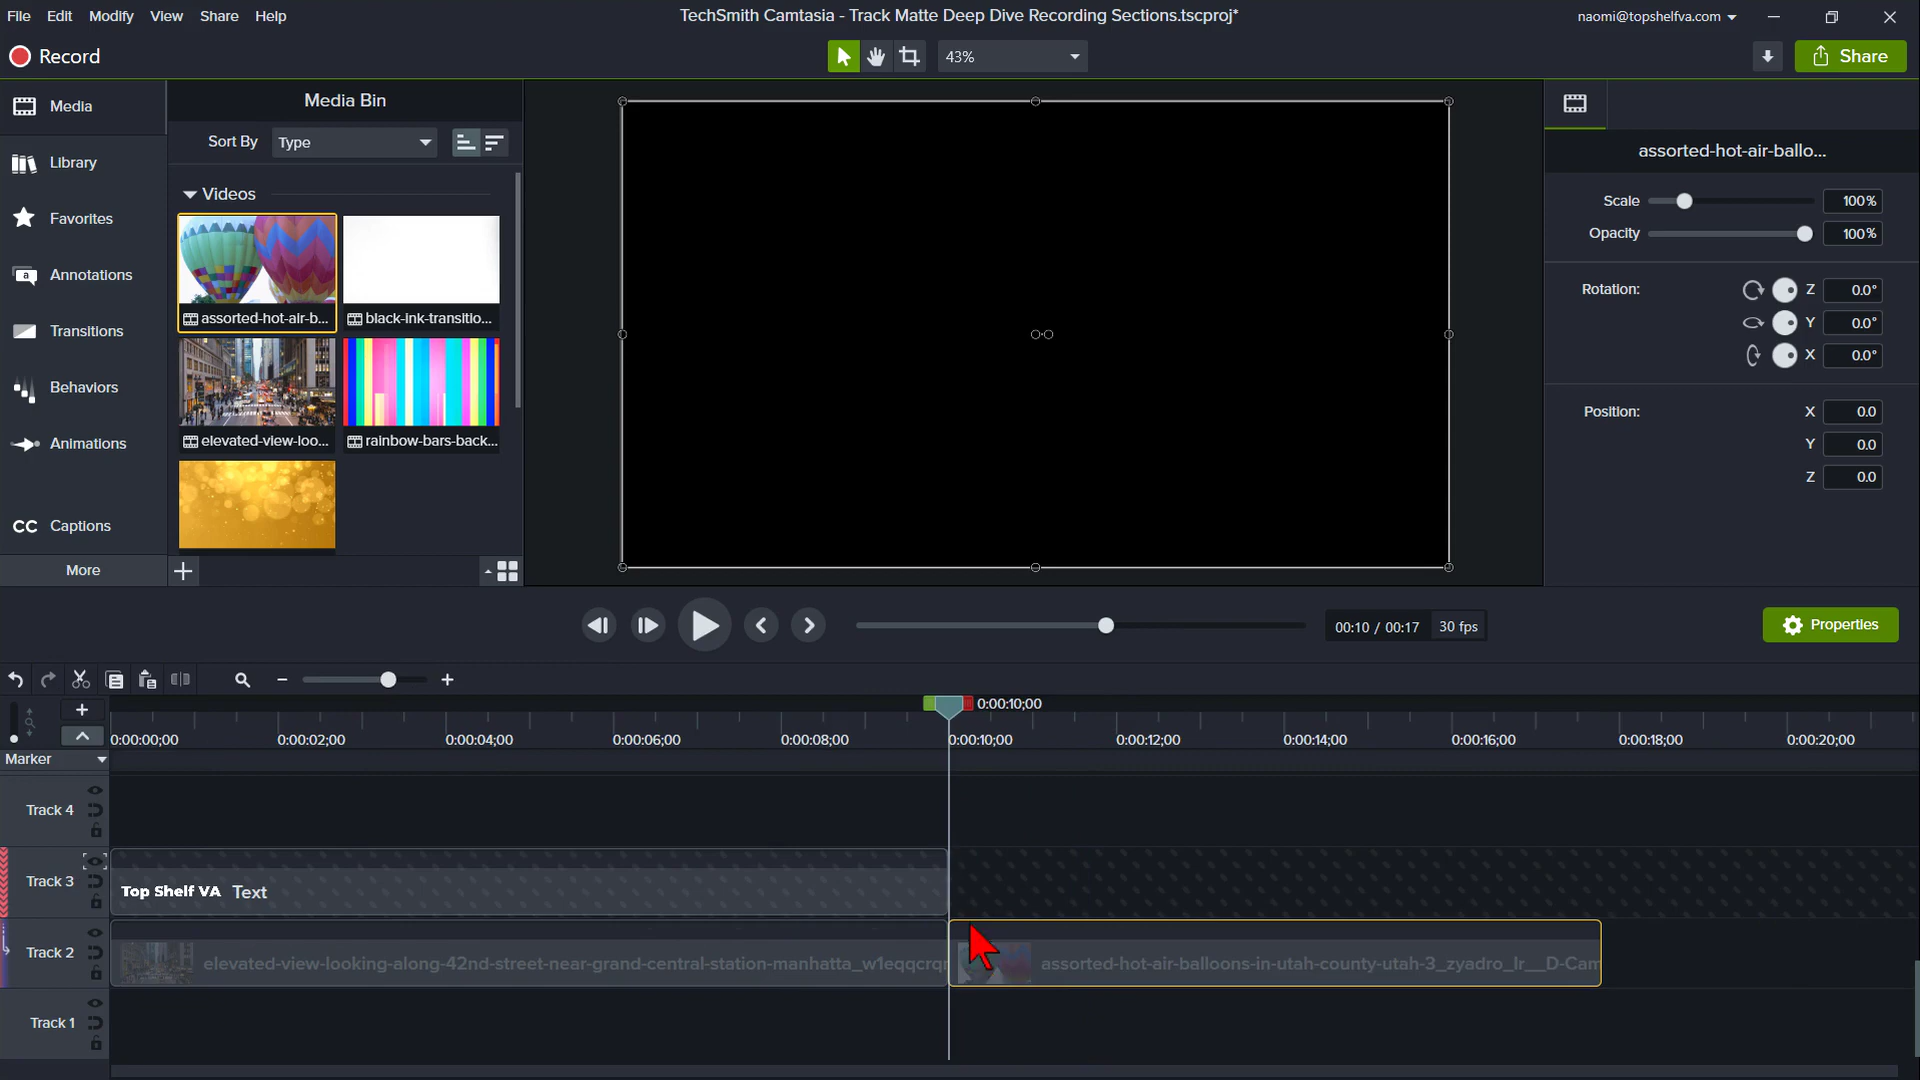 File Edit Modify View Share Help
TechSmith Camtasia - Track Matte Deep Dive Recording Sections.tscproj*
naomi@topshelfva.com
Record
43%
Share
Media
Library
Favorites
Annotations
Transitions
Behaviors
Animations
CC Captions
More
Media Bin
Sort By Type
Videos
assorted-hot-air-b...
black-ink-transitio...
elevated-view-loo...
rainbow-bars-back...
assorted-hot-air-ballo...
Scale 100%
Opacity 100%
Rotation: Z 0.0°
Y 0.0°
X 0.0°
Position: X 0.0
Y 0.0
Z 0.0
00:10 / 00:17 30 fps
Properties
0:00:10;00
0:00:00;00 0:00:02;00 0:00:04;00 0:00:06;00 0:00:08;00 0:00:10;00 0:00:12;00 0:00:14;00 0:00:16;00 0:00:18;00 0:00:20;00
Marker
Track 4
Track 3
Top Shelf VA Text
Track 2
elevated-view-looking-along-42nd-street-near-grand-central-station-manhatta_w1eqqcrqr
assorted-hot-air-balloons-in-utah-county-utah-3_zyadro_lr__D-Cam
Track 1